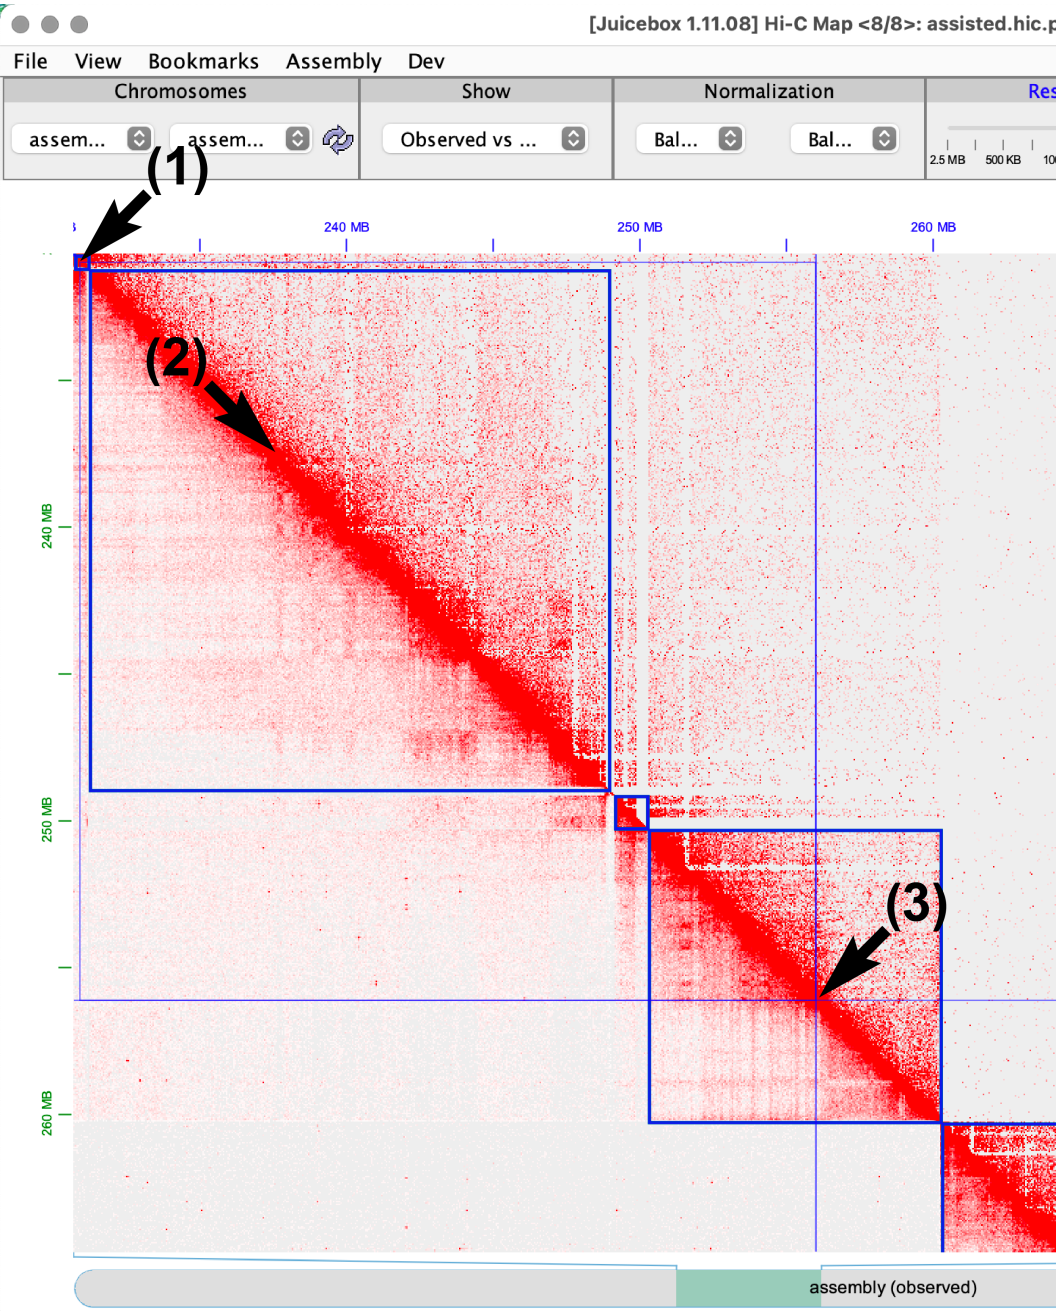 [Juicebox 1.11.08] Hi-C Map <8/8>: assisted.hic.p
File View Bookmarks Assembly Dev
Chromosomes Show Normalization Res
assem... assem... Observed vs ... Bal... Bal...
2.5 MB 500 KB 10
(1)
240 MB 250 MB 260 MB
(2)
240 MB
250 MB
(3)
260 MB
assembly (observed)